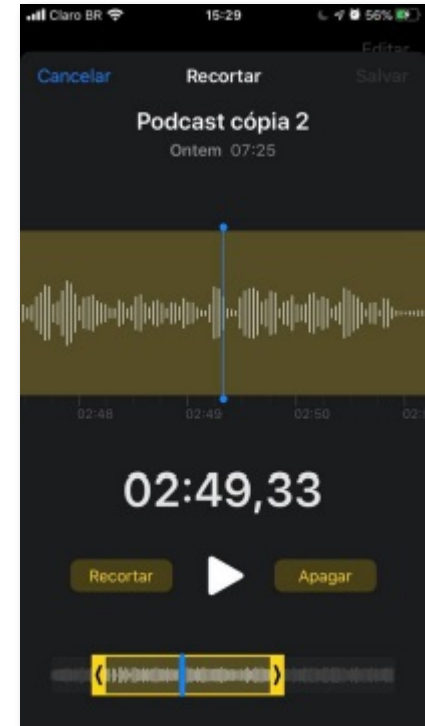 Claro BR 15:29 56%
Editar
Cancelar Recortar Salvar
Podcast cópia 2
Ontem 07:25
02:48 02:49 02:50 02:
02:49,33
Recortar Apagar